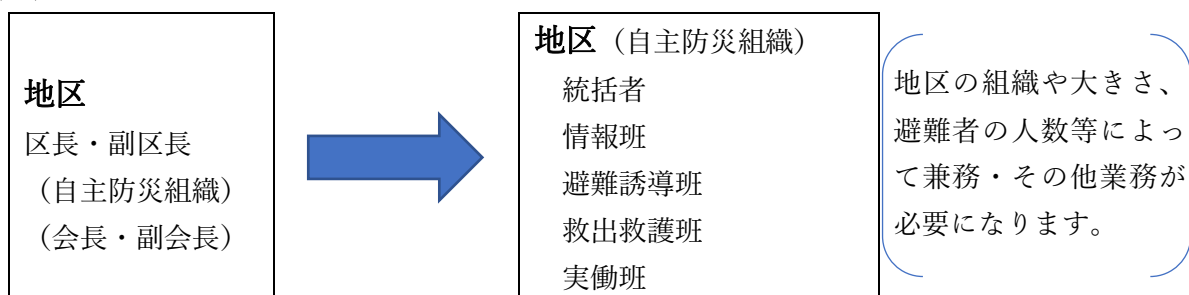 地区
区長・副区長
（自主防災組織）
（会長・副会長）
地区（自主防災組織）
統括者
情報班
避難誘導班
救出救護班
実働班
地区の組織や大きさ、
避難者の人数等によっ
て兼務・その他業務が
必要になります。